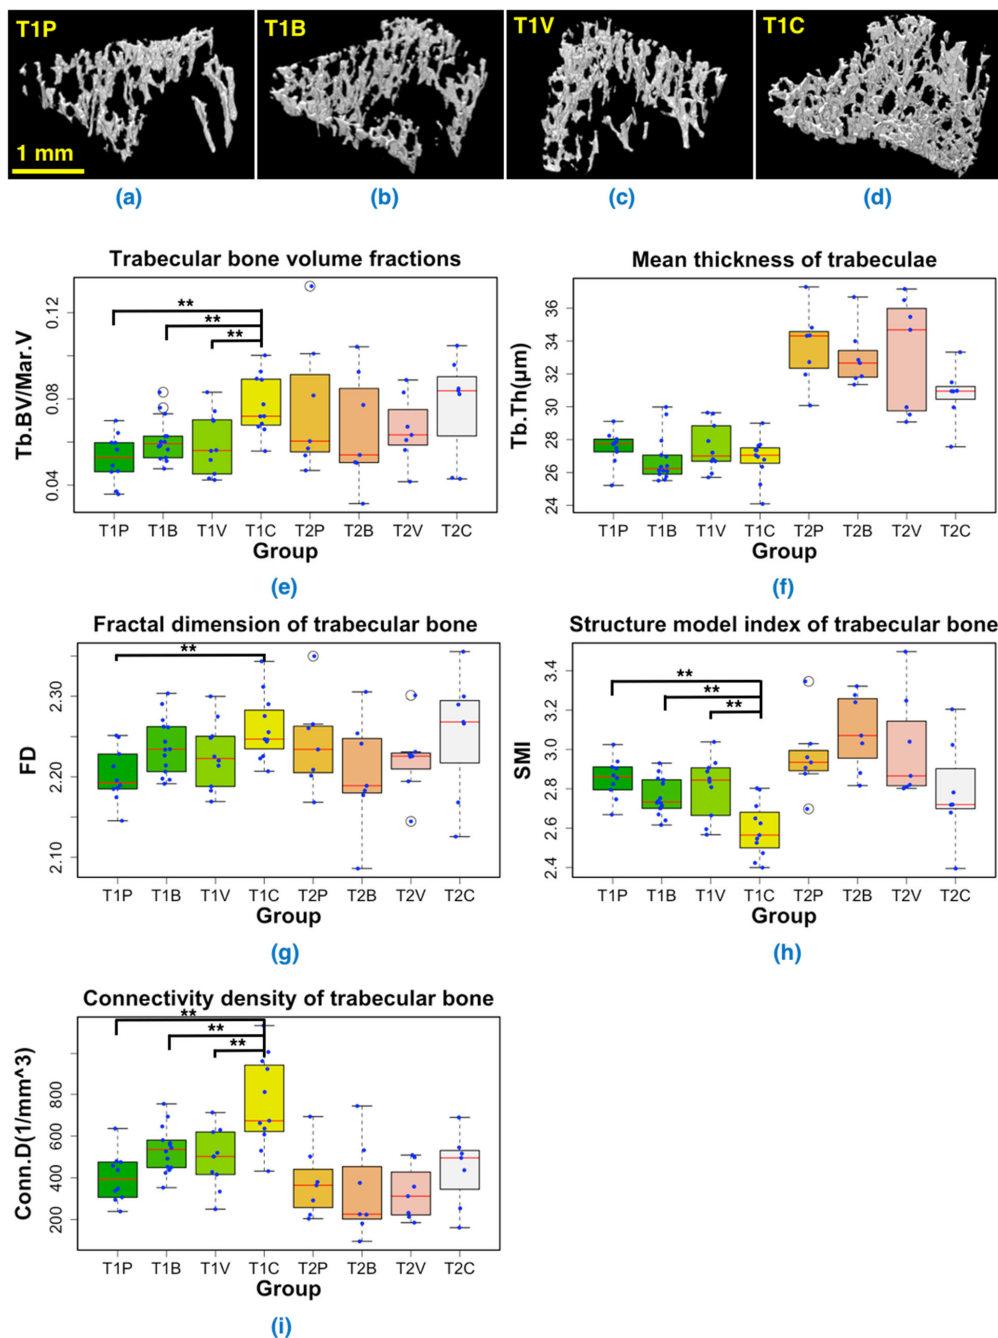 T1P
T1B
T1V
T1C
1 mm
(a)
(b)
(c)
(d)
Trabecular bone volume fractions
Tb.BV/Mar.V
0.12
0.08
0.04
**
**
**
T1P T1B T1V T1C T2P T2B T2V T2C
Group
(e)
Mean thickness of trabeculae
Tb.Th(μm)
36
34
32
30
28
26
24
T1P T1B T1V T1C T2P T2B T2V T2C
Group
(f)
Fractal dimension of trabecular bone
FD
2.30
2.20
2.10
**
T1P T1B T1V T1C T2P T2B T2V T2C
Group
(g)
Structure model index of trabecular bone
SMI
3.4
3.2
3.0
2.8
2.6
2.4
**
**
**
T1P T1B T1V T1C T2P T2B T2V T2C
Group
(h)
Connectivity density of trabecular bone
Conn.D(1/mm^3)
800
600
400
200
**
**
**
T1P T1B T1V T1C T2P T2B T2V T2C
Group
(i)